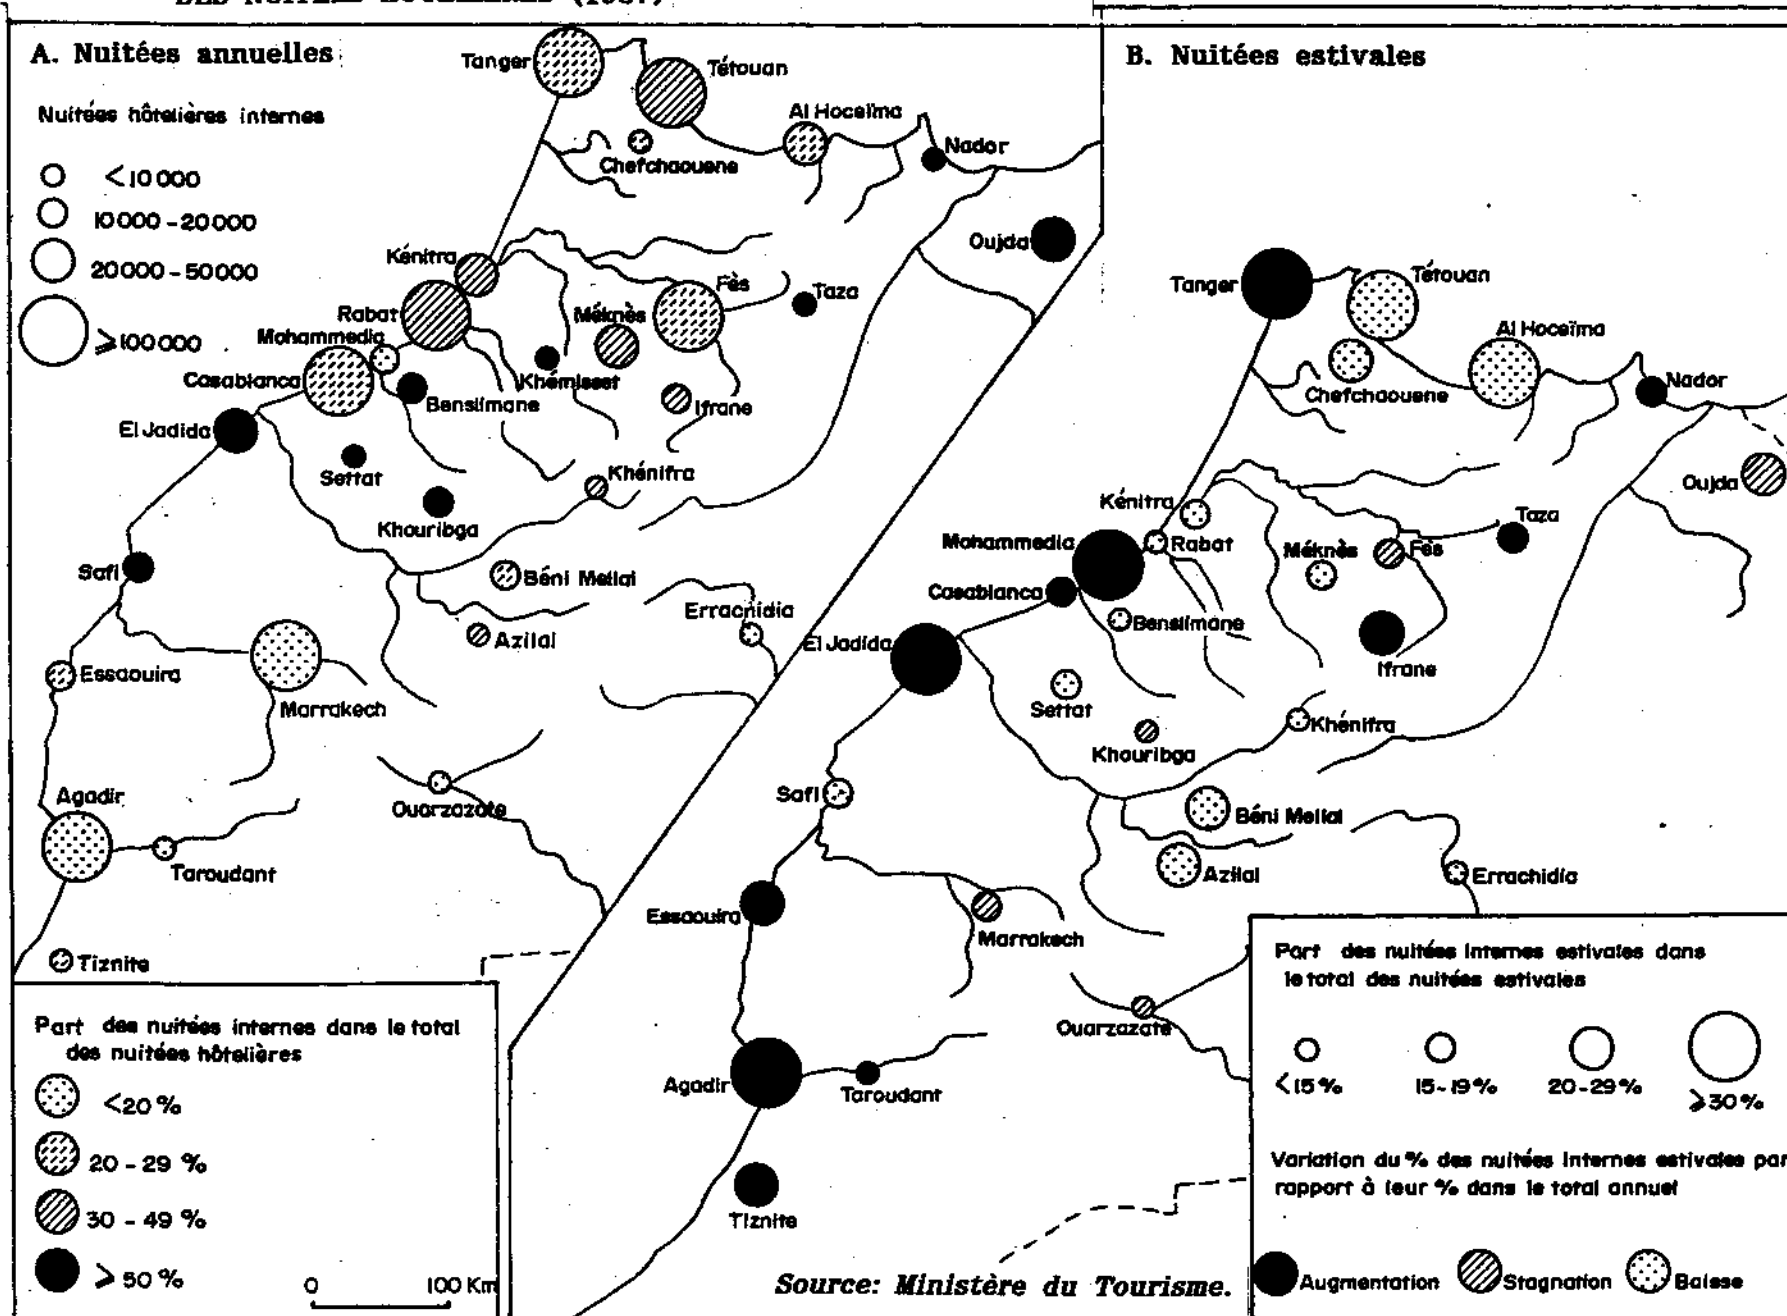 DES NUITÉES HÔTELIÈRES (1987)
A. Nuitées annuelles
Nuitées hôtelières internes
<10 000
10 000 - 20 000
20 000 - 50 000
⩾100 000
Tanger
Tétouan
Al Hoceïma
Chefchaouene
Nador
Oujda
Kénitra
Rabat
Méknès
Fès
Taza
Mohammedia
Casablanca
Khémisset
Benslimane
Ifrane
El Jadida
Settat
Khénifra
Khouribga
Safi
Béni Mellal
Errachidia
Azilal
Essaouira
Marrakech
Ouarzazate
Agadir
Taroudant
Tiznite
Part des nuitées internes dans le total
des nuitées hôtelières
<20 %
20 - 29 %
30 - 49 %
⩾ 50 %
0 100 Km
B. Nuitées estivales
Tanger
Tétouan
Al Hoceïma
Chefchaouene
Nador
Oujda
Kénitra
Taza
Mohammedia
Rabat
Méknès
Fès
Casablanca
Benslimane
El Jadida
Ifrane
Settat
Khénifra
Khouribga
Safi
Béni Mellal
Azilal
Errachidia
Essaouira
Marrakech
Ouarzazate
Agadir
Taroudant
Tiznite
Part des nuitées internes estivales dans
le total des nuitées estivales
<15 %
15-19 %
20-29 %
⩾30 %
Variation du % des nuitées internes estivales par
rapport à leur % dans le total annuel
Augmentation
Stagnation
Baisse
Source: Ministère du Tourisme.